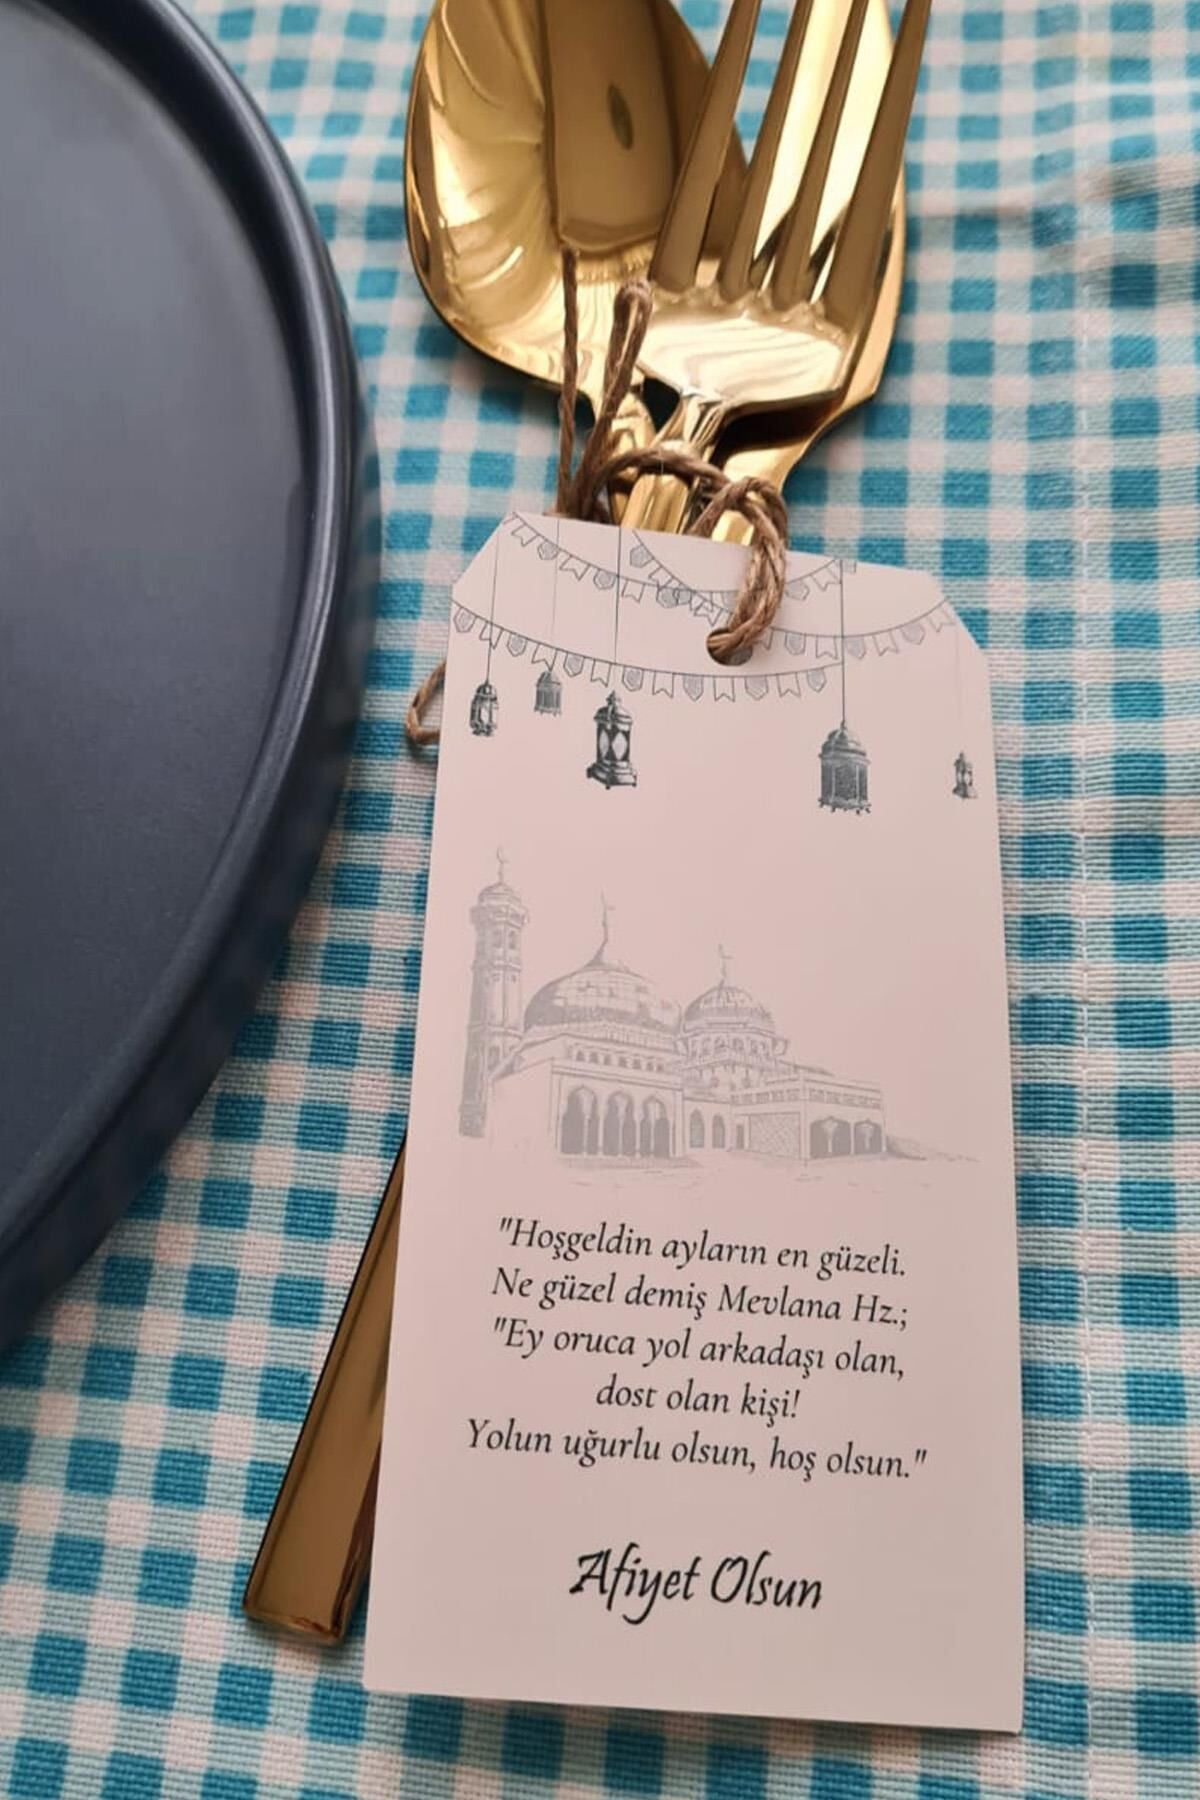 "Hoşgeldin ayların en güzeli.
Ne güzel demiş Mevlana Hz.;
"Ey oruca yol arkadaşı olan,
dost olan kişi!
Yolun uğurlu olsun, hoş olsun."
Afiyet Olsun